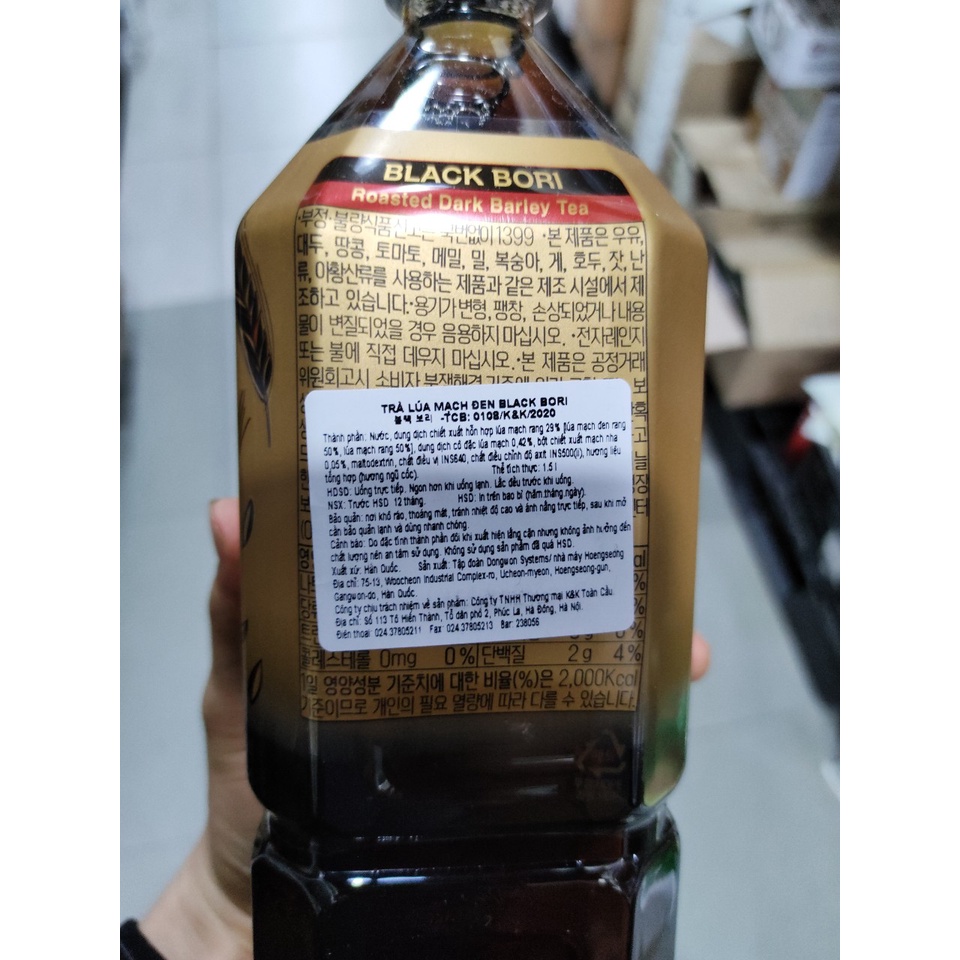 BLACK BORI
Roasted Dark Barley Tea
·부정·불량식품신고는 국번없이 1399 ·본 제품은 우유,
대두, 땅콩, 토마토, 메밀, 밀, 복숭아, 게, 호두, 잣, 난
류, 아황산류를 사용하는 제품과 같은 제조 시설에서 제
조하고 있습니다.·용기가 변형, 팽창, 손상되었거나 내용
물이 변질되었을 경우 음용하지 마십시오. ·전자레인지
또는 불에 직접 데우지 마십시오.·본 제품은 공정거래
위원회고시 소비자 분쟁해결 기준에 보
TRÀ LÚA MẠCH ĐEN BLACK BORI
블랙 보리 -TCB: 0108/K&K/2020
Thành phần: Nước, dung dịch chiết xuất hỗn hợp lúa mạch rang 29% [lúa mạch đen rang
50%, lúa mạch rang 50%], dung dịch cô đặc lúa mạch 0,42%, bột chiết xuất mạch nha
0,05%, maltodextrin, chất điều vị INS640, chất điều chỉnh độ axit INS500(ii), hương liệu
tổng hợp (hương ngũ cốc). Thể tích thực: 1.5 l
HDSD: Uống trực tiếp. Ngon hơn khi uống lạnh. Lắc đều trước khi uống.
NSX: Trước HSD 12 tháng. HSD: In trên bao bì (năm.tháng.ngày).
Bảo quản: nơi khô ráo, thoáng mát, tránh nhiệt độ cao và ánh nắng trực tiếp, sau khi mở
cần bảo quản lạnh và dùng nhanh chóng.
Cảnh báo: Do đặc tính thành phần đôi khi xuất hiện lắng cặn nhưng không ảnh hưởng đến
chất lượng nên an tâm sử dụng. Không sử dụng sản phẩm đã quá HSD.
Xuất xứ: Hàn Quốc. Sản xuất: Tập đoàn Dongwon Systems/ nhà máy Hoengseong
Địa chỉ: 75-13, Woocheon Industrial Complex-ro, Ucheon-myeon, Hoengseong-gun,
Gangwon-do, Hàn Quốc.
Công ty chịu trách nhiệm về sản phẩm: Công ty TNHH Thương mại K&K Toàn Cầu.
Địa chỉ: Số 113 Tô Hiến Thành, Tổ dân phố 2, Phúc La, Hà Đông, Hà Nội.
Điện thoại: 024.37805211 Fax: 024.37805213 Bar: 238056
콜레스테롤 0mg 0% 단백질 2g 4%
1일 영양성분 기준치에 대한 비율(%)은 2,000Kcal
기준이므로 개인의 필요 열량에 따라 다를 수 있습니다.